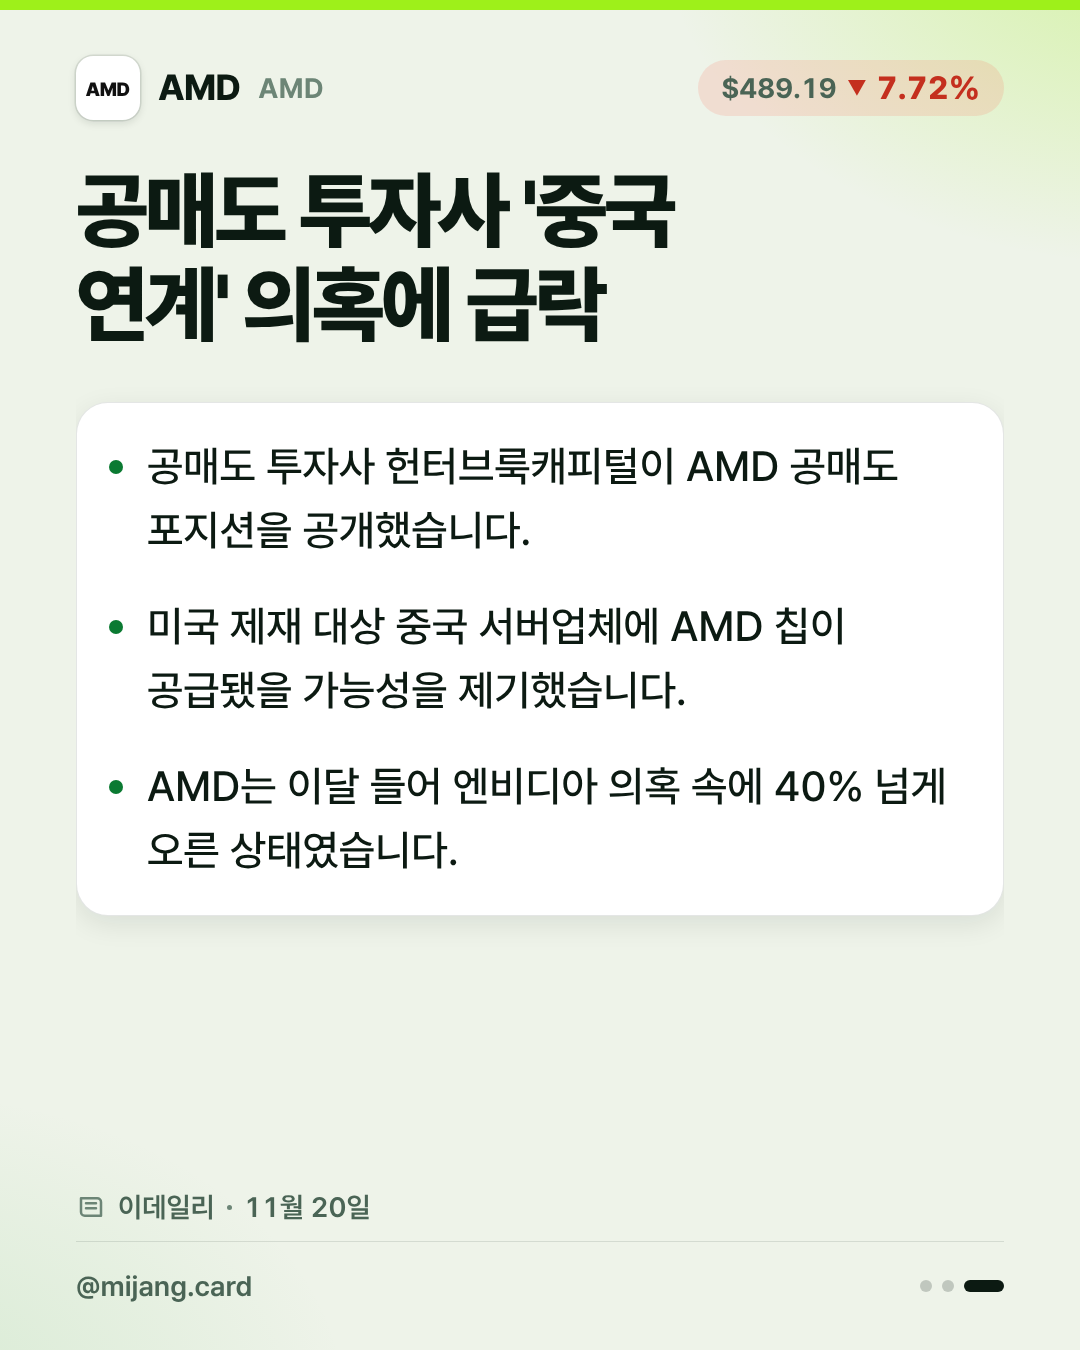 AMD AMD AMD $489.19 ▼ 7.72%
공매도 투자사 '중국
연계' 의혹에 급락
• 공매도 투자사 헌터브룩캐피털이 AMD 공매도
포지션을 공개했습니다.
• 미국 제재 대상 중국 서버업체에 AMD 칩이
공급됐을 가능성을 제기했습니다.
• AMD는 이달 들어 엔비디아 의혹 속에 40% 넘게
오른 상태였습니다.
이데일리 · 11월 20일
@mijang.card